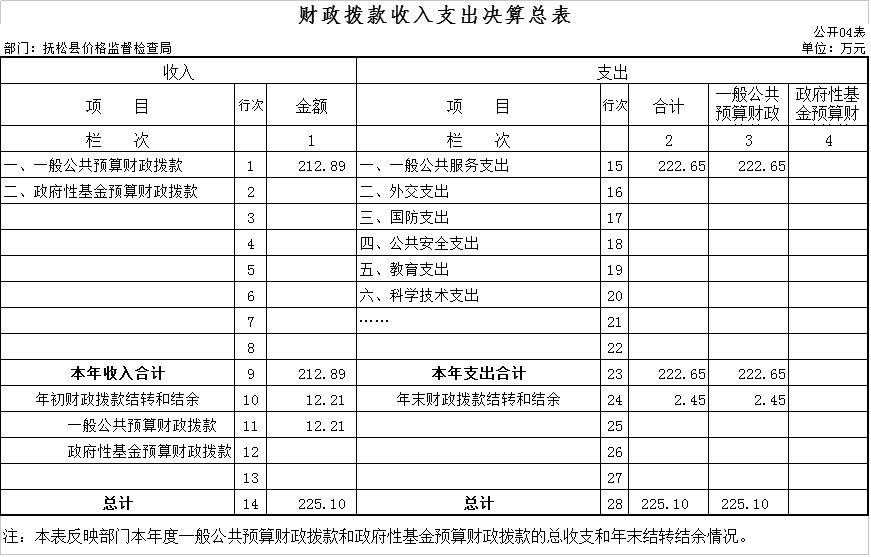 财政拨款收入支出决算总表
公开04表
部门：抚松县价格监督检查局 单位：万元
收入 支出
项 目 行次 金额 项 目 行次 合计 一般公共预算财政 政府性基金预算财
栏 次 1 栏 次 2 3 4
一、一般公共预算财政拨款 1 212.89 一、一般公共服务支出 15 222.65 222.65
二、政府性基金预算财政拨款 2 二、外交支出 16
3 三、国防支出 17
4 四、公共安全支出 18
5 五、教育支出 19
6 六、科学技术支出 20
7 …… 21
8 22
本年收入合计 9 212.89 本年支出合计 23 222.65 222.65
年初财政拨款结转和结余 10 12.21 年末财政拨款结转和结余 24 2.45 2.45
一般公共预算财政拨款 11 12.21 25
政府性基金预算财政拨款 12 26
13 27
总计 14 225.10 总计 28 225.10 225.10
注：本表反映部门本年度一般公共预算财政拨款和政府性基金预算财政拨款的总收支和年末结转结余情况。